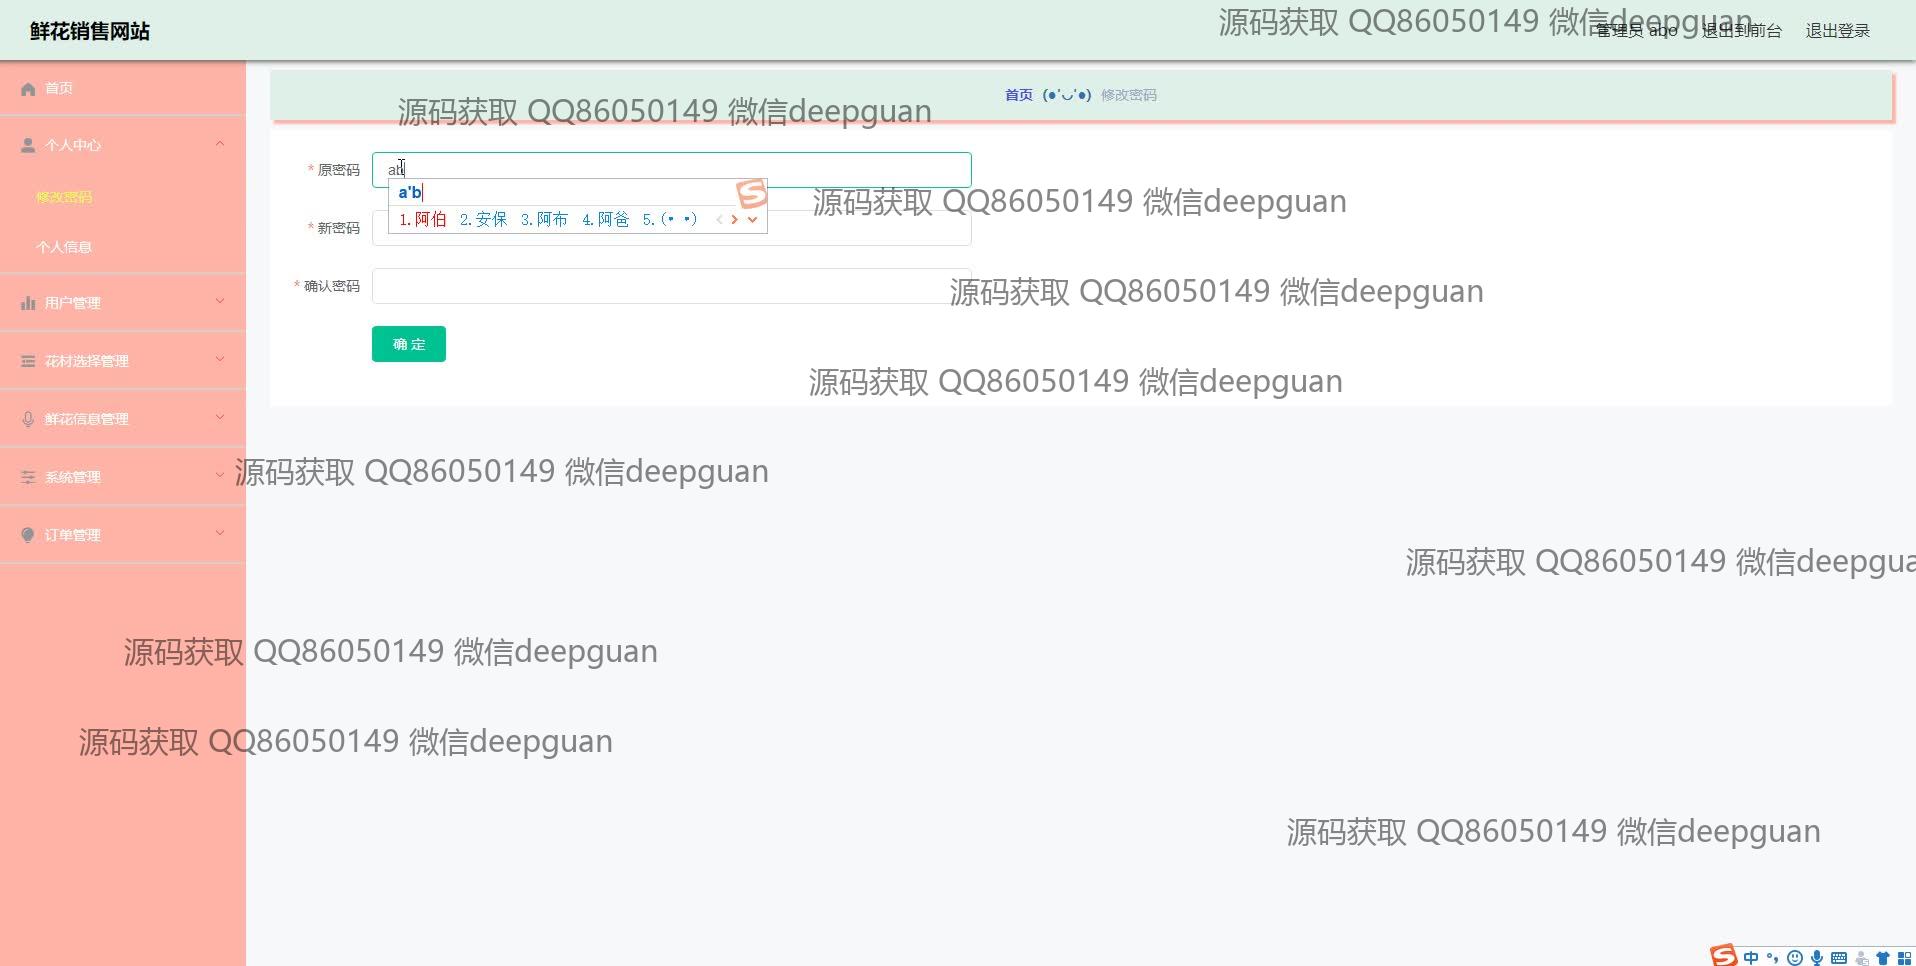 鲜花销售网站
源码获取 QQ86050149 微信deepguan
管理员 abo 退出到前台 退出登录
首页
首页 (●'◡'●) 修改密码
源码获取 QQ86050149 微信deepguan
个人中心
* 原密码 ab
a'b
修改密码
源码获取 QQ86050149 微信deepguan
1.阿伯 2.安保 3.阿布 4.阿爸 5.(• •)
* 新密码
个人信息
* 确认密码
源码获取 QQ86050149 微信deepguan
用户管理
确 定
花材选择管理
源码获取 QQ86050149 微信deepguan
鲜花信息管理
系统管理
源码获取 QQ86050149 微信deepguan
订单管理
源码获取 QQ86050149 微信deepgua
源码获取 QQ86050149 微信deepguan
源码获取 QQ86050149 微信deepguan
源码获取 QQ86050149 微信deepguan
中